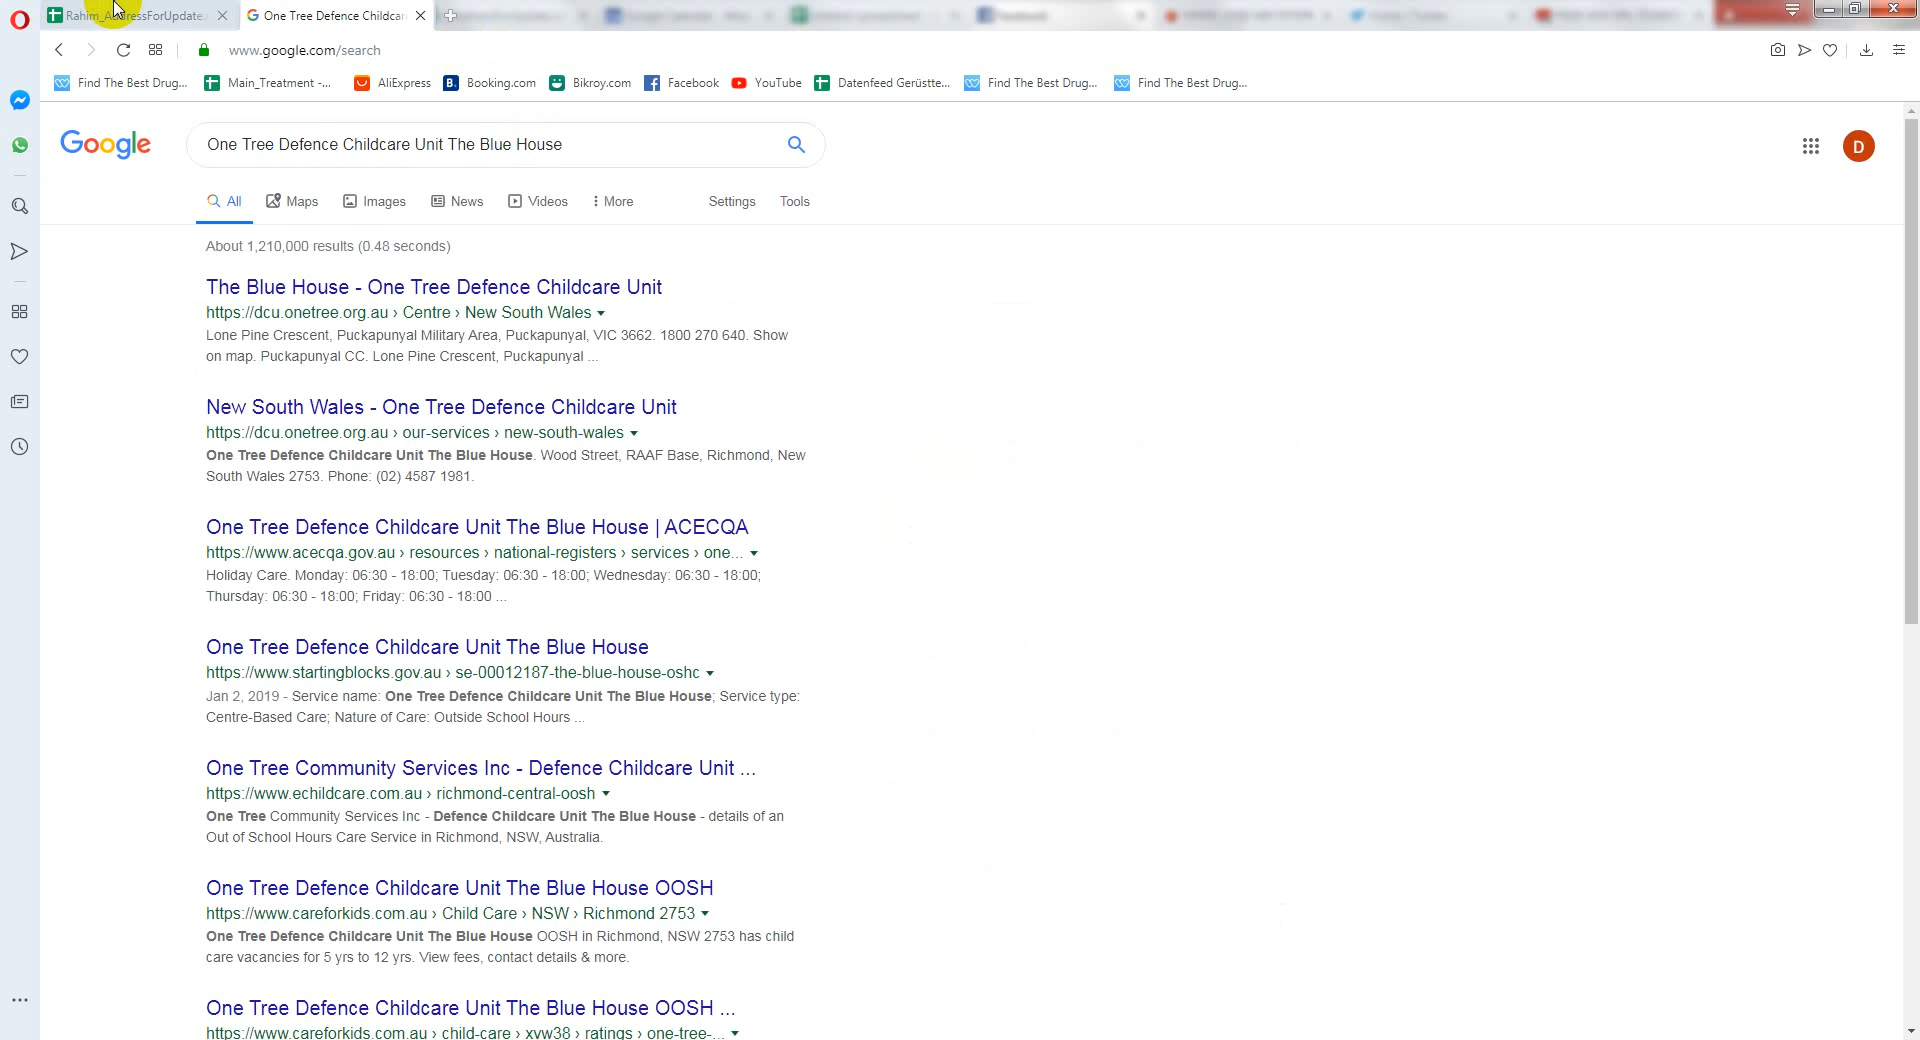 Rahim_AddressForUpdate. One Tree Defence Childcar
www.google.com/search
Find The Best Drug... Main_Treatment -... AliExpress Booking.com Bikroy.com Facebook YouTube Datenfeed Gerüstte... Find The Best Drug... Find The Best Drug...
Google One Tree Defence Childcare Unit The Blue House D
All Maps Images News Videos More Settings Tools
About 1,210,000 results (0.48 seconds)
The Blue House - One Tree Defence Childcare Unit
https://dcu.onetree.org.au › Centre › New South Wales
Lone Pine Crescent, Puckapunyal Military Area, Puckapunyal, VIC 3662. 1800 270 640. Show
on map. Puckapunyal CC. Lone Pine Crescent, Puckapunyal ...
New South Wales - One Tree Defence Childcare Unit
https://dcu.onetree.org.au › our-services › new-south-wales
One Tree Defence Childcare Unit The Blue House. Wood Street, RAAF Base, Richmond, New
South Wales 2753. Phone: (02) 4587 1981.
One Tree Defence Childcare Unit The Blue House | ACECQA
https://www.acecqa.gov.au › resources › national-registers › services › one...
Holiday Care. Monday: 06:30 - 18:00; Tuesday: 06:30 - 18:00; Wednesday: 06:30 - 18:00;
Thursday: 06:30 - 18:00; Friday: 06:30 - 18:00 ...
One Tree Defence Childcare Unit The Blue House
https://www.startingblocks.gov.au › se-00012187-the-blue-house-oshc
Jan 2, 2019 - Service name: One Tree Defence Childcare Unit The Blue House; Service type:
Centre-Based Care; Nature of Care: Outside School Hours ...
One Tree Community Services Inc - Defence Childcare Unit ...
https://www.echildcare.com.au › richmond-central-oosh
One Tree Community Services Inc - Defence Childcare Unit The Blue House - details of an
Out of School Hours Care Service in Richmond, NSW, Australia.
One Tree Defence Childcare Unit The Blue House OOSH
https://www.careforkids.com.au › Child Care › NSW › Richmond 2753
One Tree Defence Childcare Unit The Blue House OOSH in Richmond, NSW 2753 has child
care vacancies for 5 yrs to 12 yrs. View fees, contact details & more.
One Tree Defence Childcare Unit The Blue House OOSH ...
https://www.careforkids.com.au › child-care › xvw38 › ratings › one-tree-...